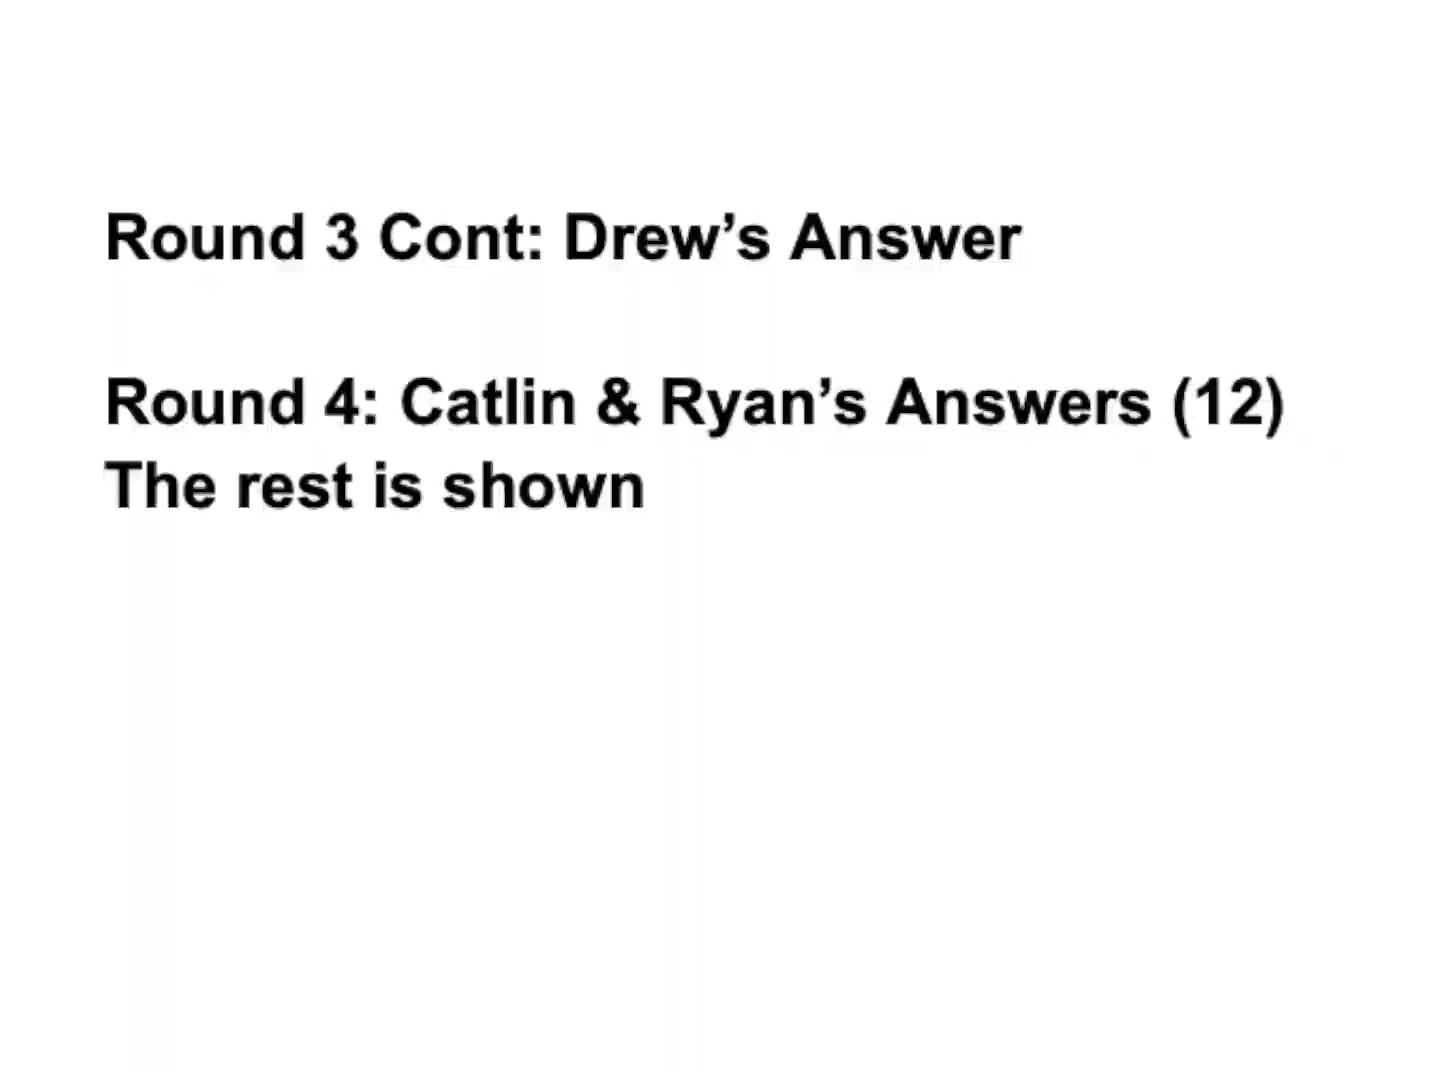 Round 3 Cont: Drew’s Answer
Round 4: Catlin & Ryan’s Answers (12)
The rest is shown